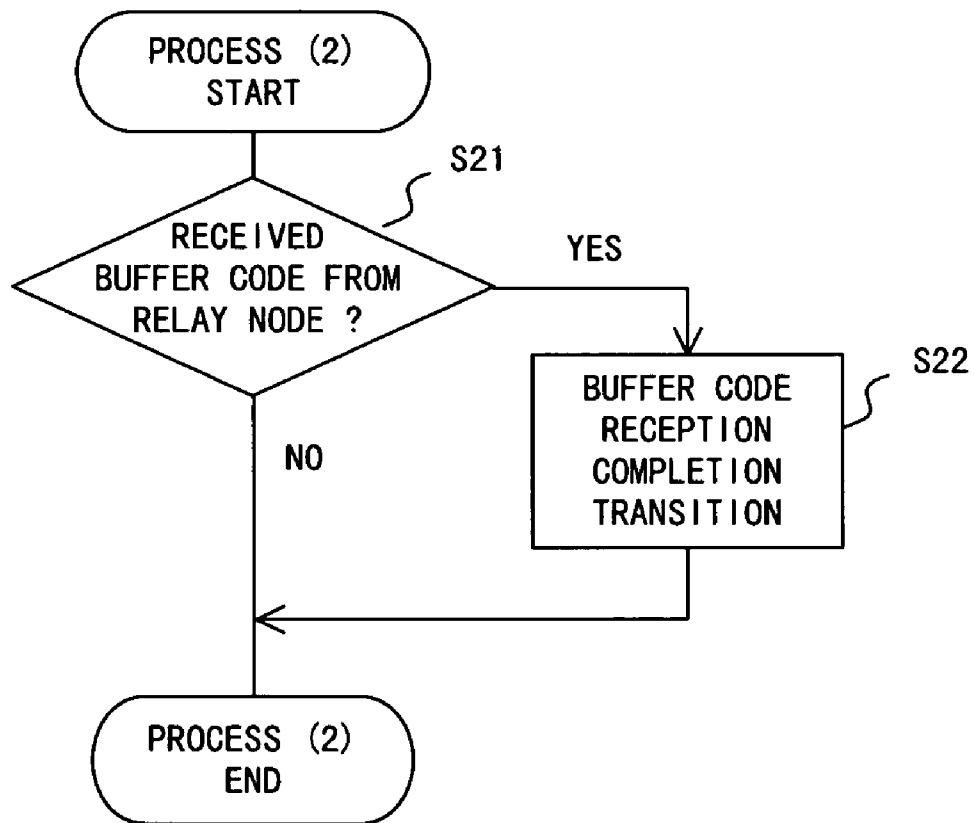 PROCESS (2)
START
S21
RECEIVED
BUFFER CODE FROM
RELAY NODE ?
YES
S22
BUFFER CODE
RECEPTION
COMPLETION
TRANSITION
NO
PROCESS (2)
END